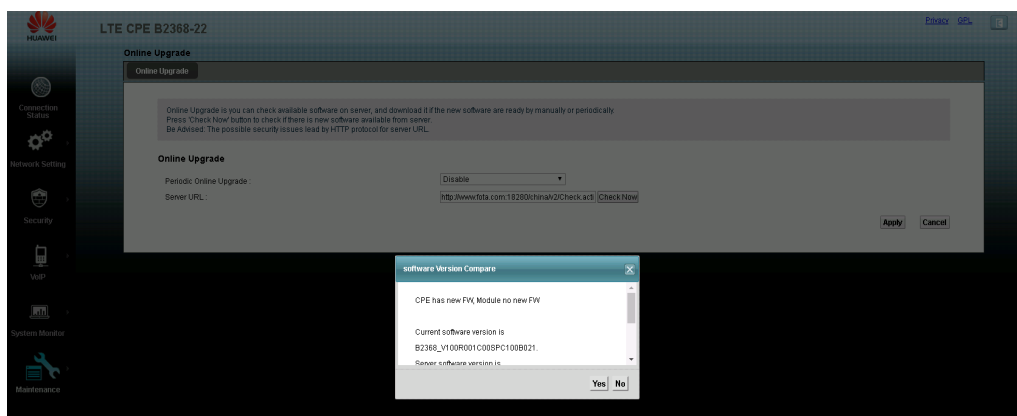 HUAWEI
LTE CPE B2368-22
Privacy GPL
Online Upgrade
Online Upgrade
Online Upgrade is you can check available software on server, and download it if the new software are ready by manually or periodically.
Press 'Check Now' button to check if there is new software available from server.
Be Advised: The possible security issues lead by HTTP protocol for server URL.
Online Upgrade
Periodic Online Upgrade :
Disable
Server URL :
http://www.fota.com:18280/china/v2/Check.acti
Check Now
Apply Cancel
Connection
Status
Network Setting
Security
VoIP
System Monitor
Maintenance
software Version Compare
CPE has new FW, Module no new FW
Current software version is
B2368_V100R001C00SPC100B021.
Server software version is
Yes No